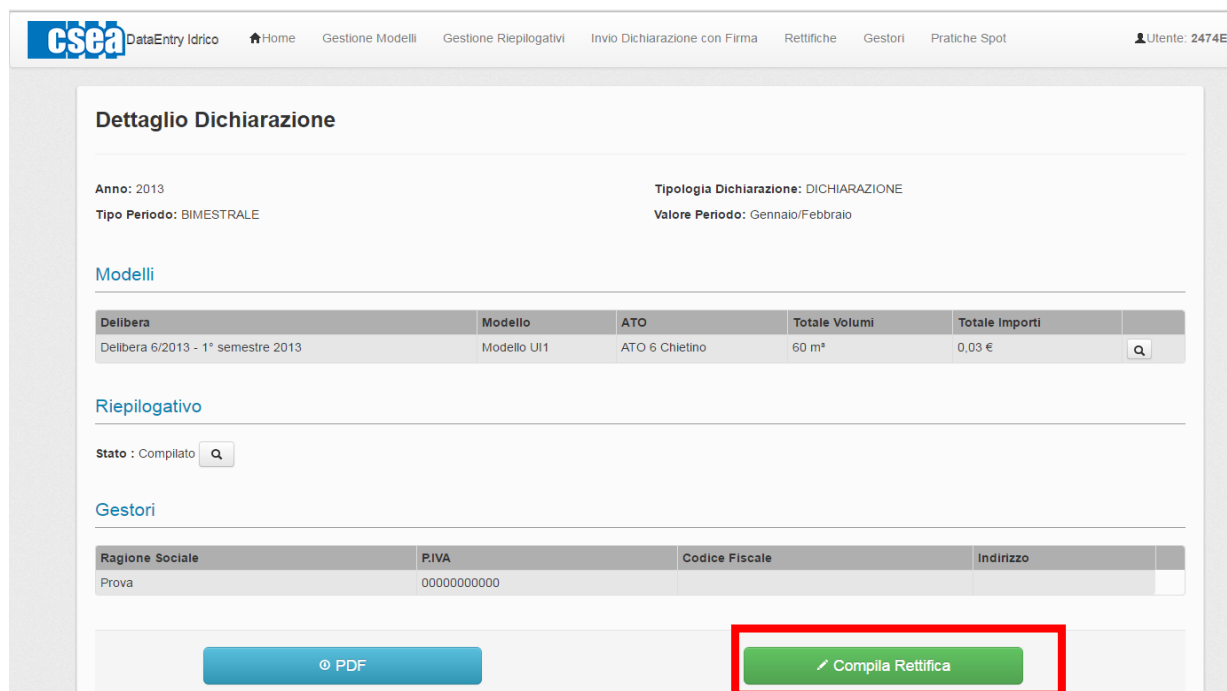 csea DataEntry Idrico Home Gestione Modelli Gestione Riepilogativi Invio Dichiarazione con Firma Rettifiche Gestori Pratiche Spot Utente: 2474E
Dettaglio Dichiarazione
Anno: 2013 Tipologia Dichiarazione: DICHIARAZIONE
Tipo Periodo: BIMESTRALE Valore Periodo: Gennaio/Febbraio
Modelli
Delibera Modello ATO Totale Volumi Totale Importi
Delibera 6/2013 - 1° semestre 2013 Modello UI1 ATO 6 Chietino 60 m³ 0,03 €
Riepilogativo
Stato : Compilato
Gestori
Ragione Sociale P.IVA Codice Fiscale Indirizzo
Prova 00000000000
PDF Compila Rettifica